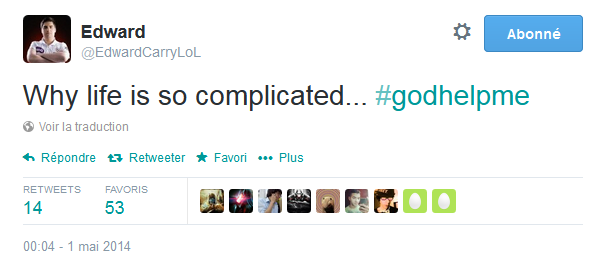 Edward
@EdwardCarryLoL
Abonné
Why life is so complicated... #godhelpme
Voir la traduction
Répondre Retweeter Favori Plus
RETWEETS FAVORIS
14 53
00:04 - 1 mai 2014